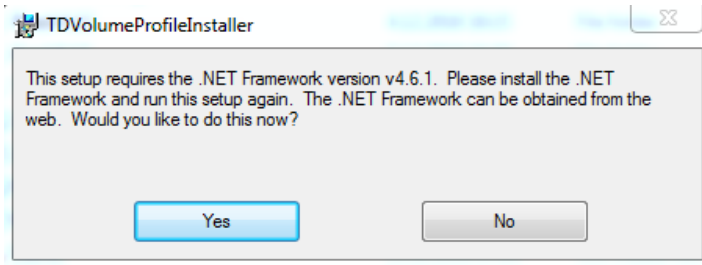 TDVolumeProfileInstaller
This setup requires the .NET Framework version v4.6.1.  Please install the .NET
Framework and run this setup again.  The .NET Framework can be obtained from the
web.  Would you like to do this now?
Yes
No